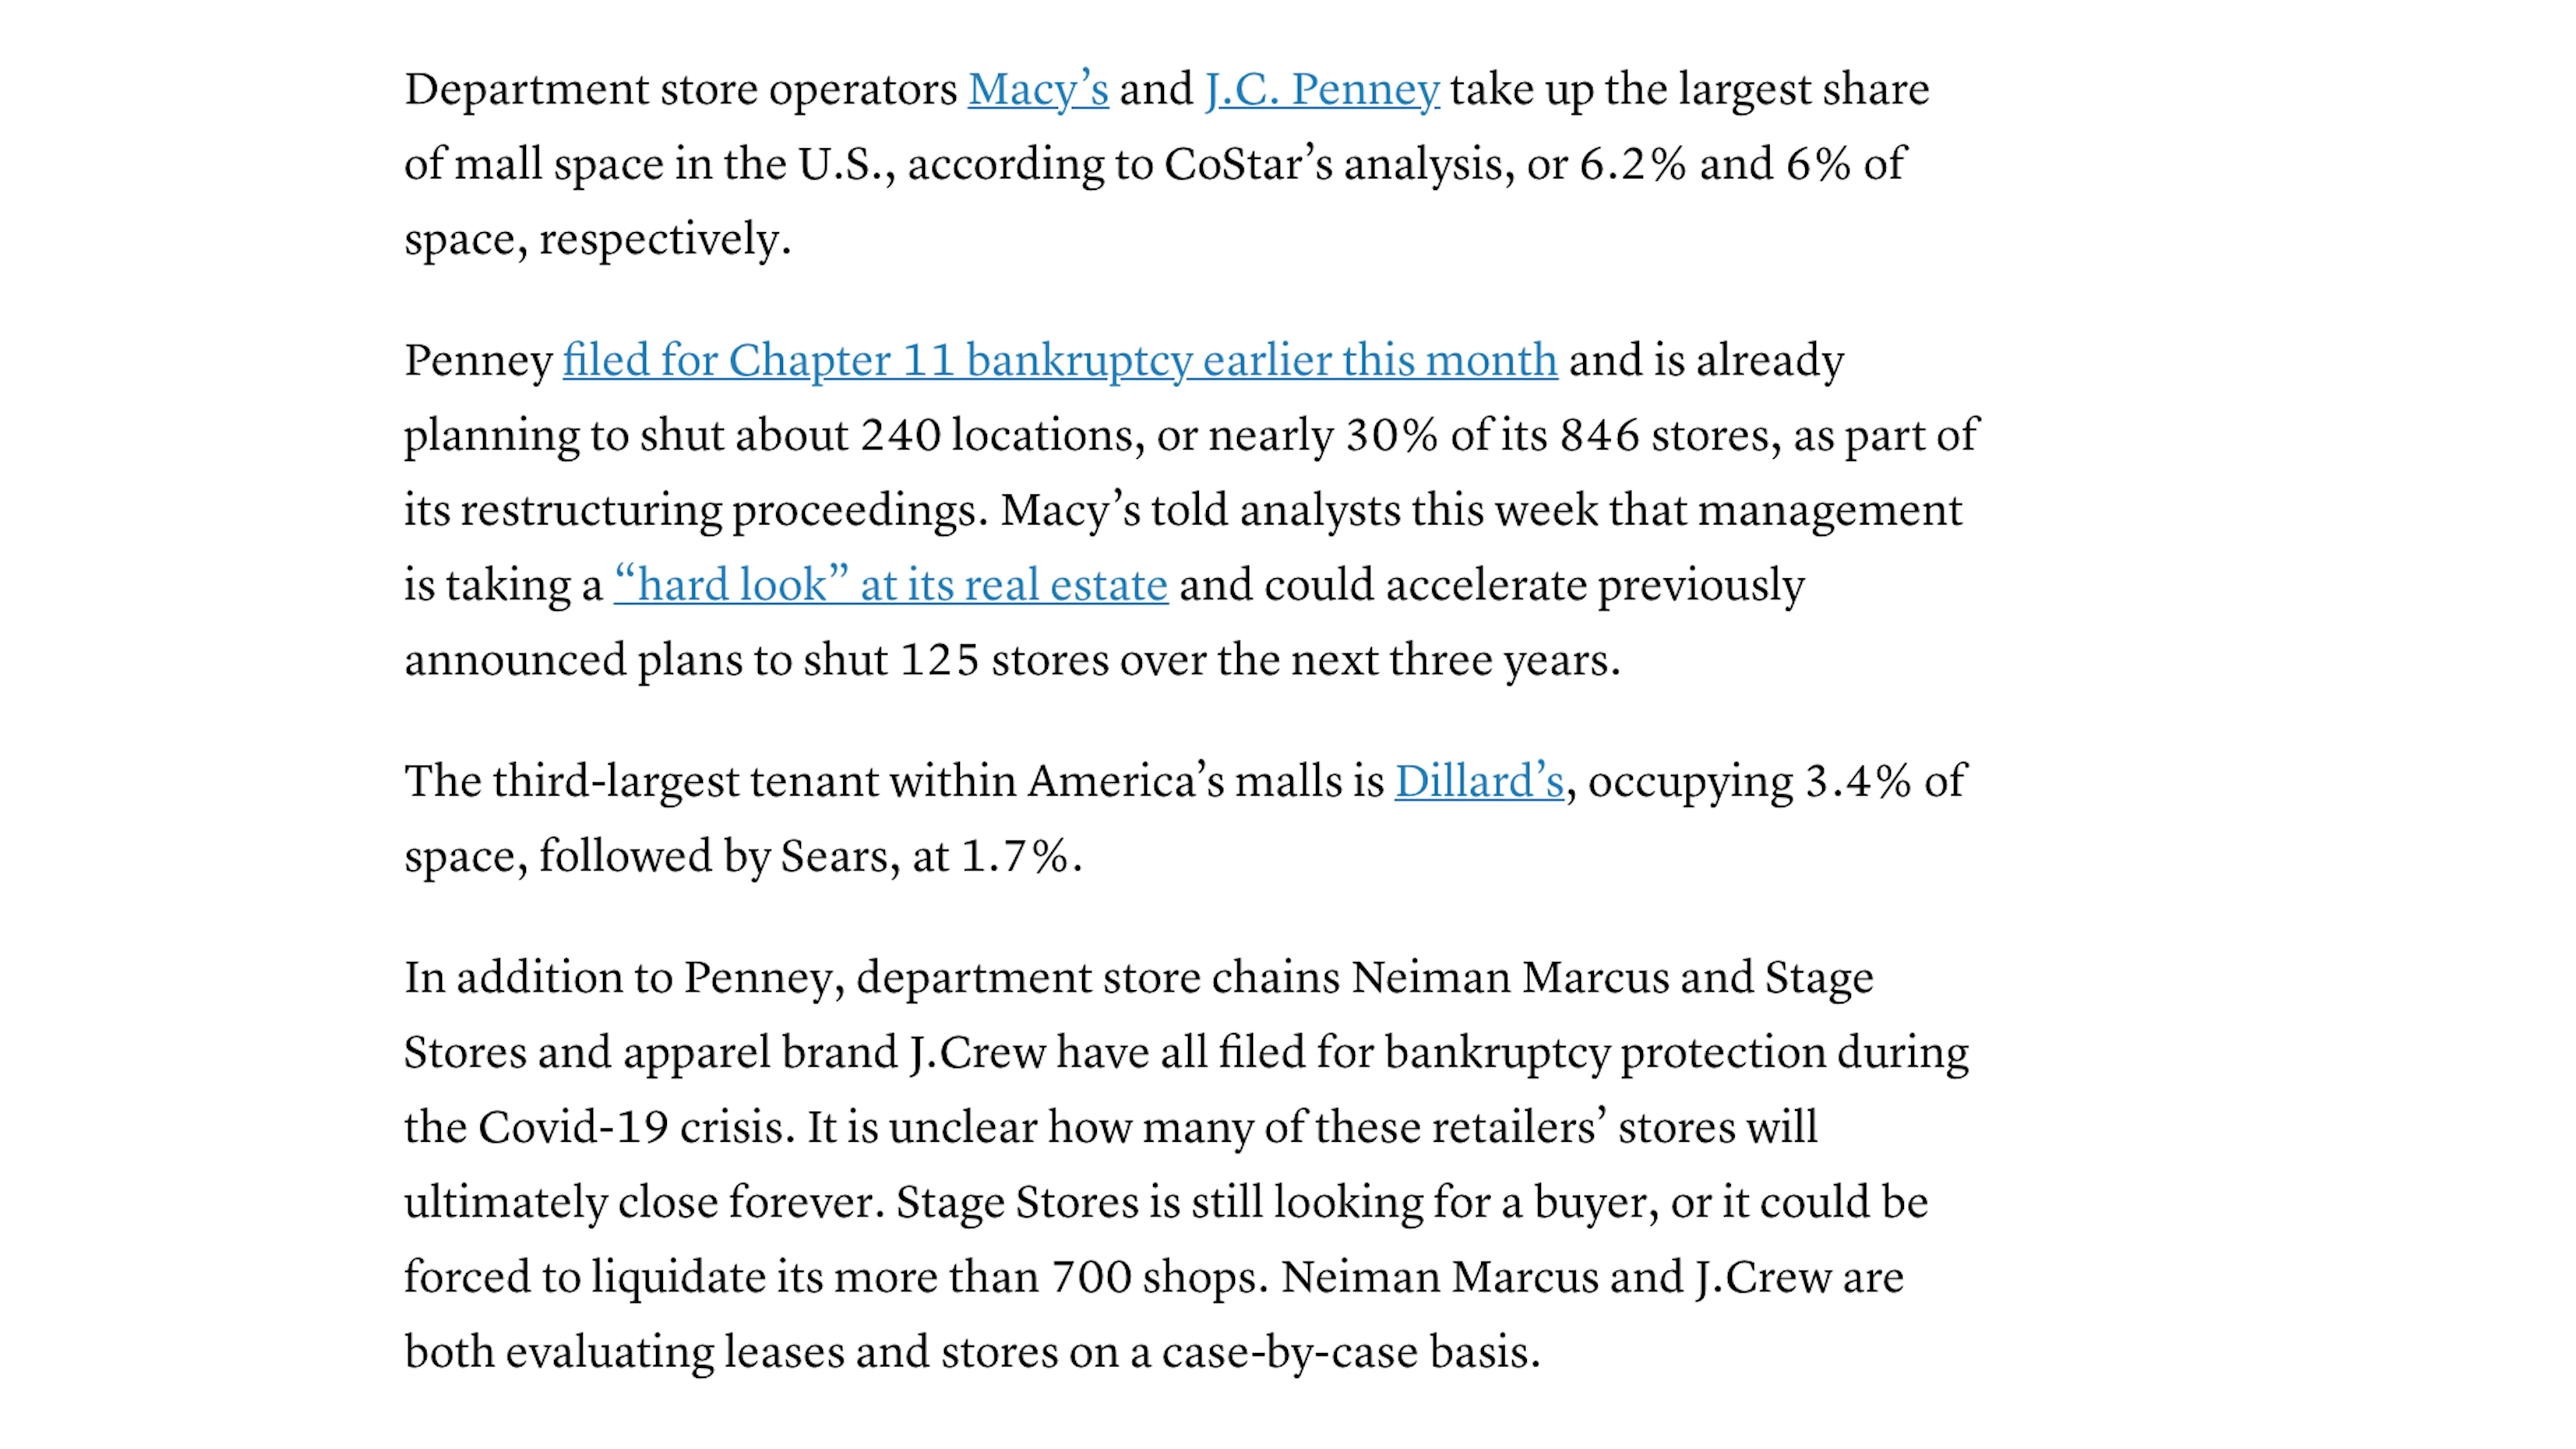 Department store operators Macy’s and J.C. Penney take up the largest share
of mall space in the U.S., according to CoStar’s analysis, or 6.2% and 6% of
space, respectively.
Penney filed for Chapter 11 bankruptcy earlier this month and is already
planning to shut about 240 locations, or nearly 30% of its 846 stores, as part of
its restructuring proceedings. Macy’s told analysts this week that management
is taking a “hard look” at its real estate and could accelerate previously
announced plans to shut 125 stores over the next three years.
The third-largest tenant within America’s malls is Dillard’s, occupying 3.4% of
space, followed by Sears, at 1.7%.
In addition to Penney, department store chains Neiman Marcus and Stage
Stores and apparel brand J.Crew have all filed for bankruptcy protection during
the Covid-19 crisis. It is unclear how many of these retailers’ stores will
ultimately close forever. Stage Stores is still looking for a buyer, or it could be
forced to liquidate its more than 700 shops. Neiman Marcus and J.Crew are
both evaluating leases and stores on a case-by-case basis.